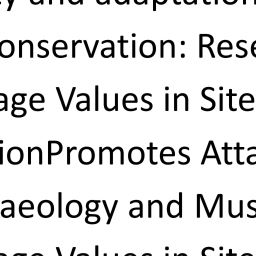 y and adaptation
onservation: Rese
age Values in Site
ionPromotes Atta
aeology and Mus
age Values in Site